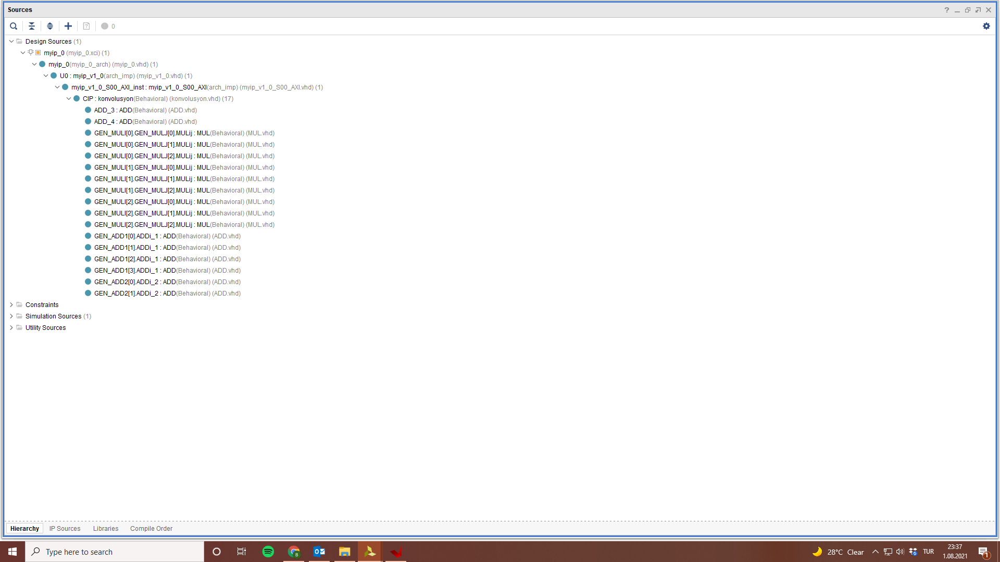 Sources
0
Design Sources (1)
myip_0 (myip_0.xci) (1)
myip_0(myip_0_arch) (myip_0.vhd) (1)
U0 : myip_v1_0(arch_imp) (myip_v1_0.vhd) (1)
myip_v1_0_S00_AXI_inst : myip_v1_0_S00_AXI(arch_imp) (myip_v1_0_S00_AXI.vhd) (1)
CIP : konvolusyon(Behavioral) (konvolusyon.vhd) (17)
ADD_3 : ADD(Behavioral) (ADD.vhd)
ADD_4 : ADD(Behavioral) (ADD.vhd)
GEN_MULI[0].GEN_MULJ[0].MULij : MUL(Behavioral) (MUL.vhd)
GEN_MULI[0].GEN_MULJ[1].MULij : MUL(Behavioral) (MUL.vhd)
GEN_MULI[0].GEN_MULJ[2].MULij : MUL(Behavioral) (MUL.vhd)
GEN_MULI[1].GEN_MULJ[0].MULij : MUL(Behavioral) (MUL.vhd)
GEN_MULI[1].GEN_MULJ[1].MULij : MUL(Behavioral) (MUL.vhd)
GEN_MULI[1].GEN_MULJ[2].MULij : MUL(Behavioral) (MUL.vhd)
GEN_MULI[2].GEN_MULJ[0].MULij : MUL(Behavioral) (MUL.vhd)
GEN_MULI[2].GEN_MULJ[1].MULij : MUL(Behavioral) (MUL.vhd)
GEN_MULI[2].GEN_MULJ[2].MULij : MUL(Behavioral) (MUL.vhd)
GEN_ADD1[0].ADDi_1 : ADD(Behavioral) (ADD.vhd)
GEN_ADD1[1].ADDi_1 : ADD(Behavioral) (ADD.vhd)
GEN_ADD1[2].ADDi_1 : ADD(Behavioral) (ADD.vhd)
GEN_ADD1[3].ADDi_1 : ADD(Behavioral) (ADD.vhd)
GEN_ADD2[0].ADDi_2 : ADD(Behavioral) (ADD.vhd)
GEN_ADD2[1].ADDi_2 : ADD(Behavioral) (ADD.vhd)
Constraints
Simulation Sources (1)
Utility Sources
Hierarchy IP Sources Libraries Compile Order
Type here to search
28°C Clear
TUR
23:37
1.08.2021
1